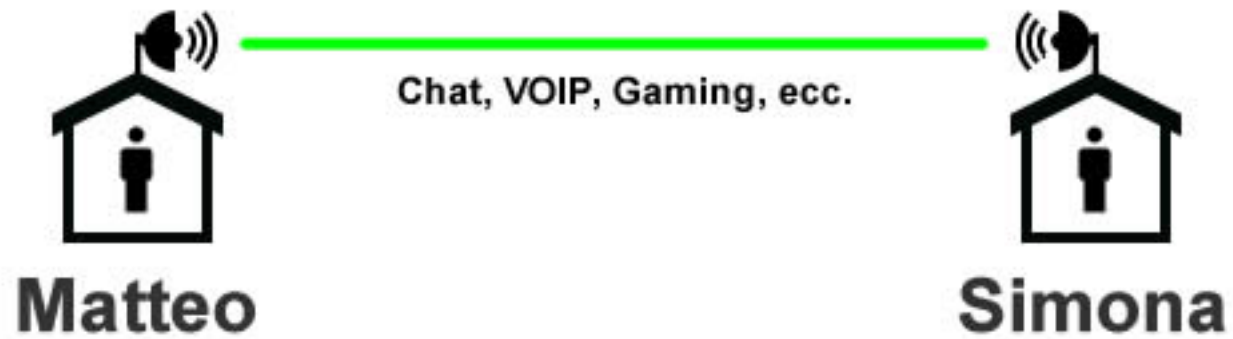 Chat, VOIP, Gaming, ecc.
Matteo
Simona